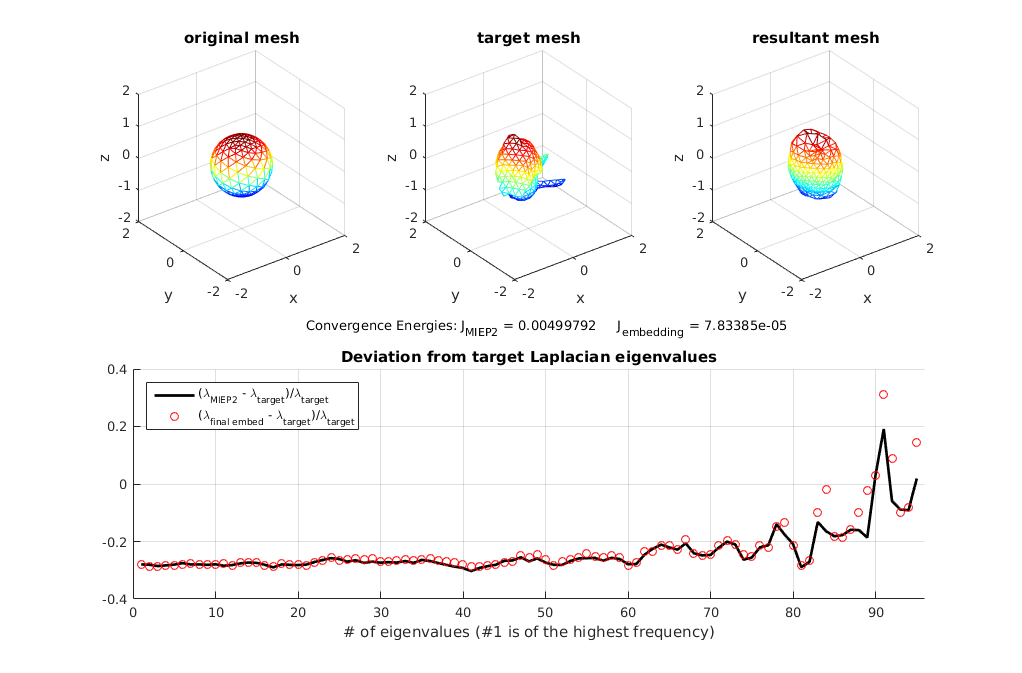 original mesh target mesh resultant mesh
2 2 2
1 1 1
z 0 z 0 z 0
-1 -1 -1
-2 -2 -2
2 2 2 2 2 2
0 0 0 0 0 0
y -2 -2 x y -2 -2 x y -2 -2 x
Convergence Energies: J_MIEP2 = 0.00499792 J_embedding = 7.83385e-05
Deviation from target Laplacian eigenvalues
0.4
(λ_MIEP2 - λ_target)/λ_target
(λ_final embed - λ_target)/λ_target
0.2
0
-0.2
-0.4
0 10 20 30 40 50 60 70 80 90
# of eigenvalues (#1 is of the highest frequency)